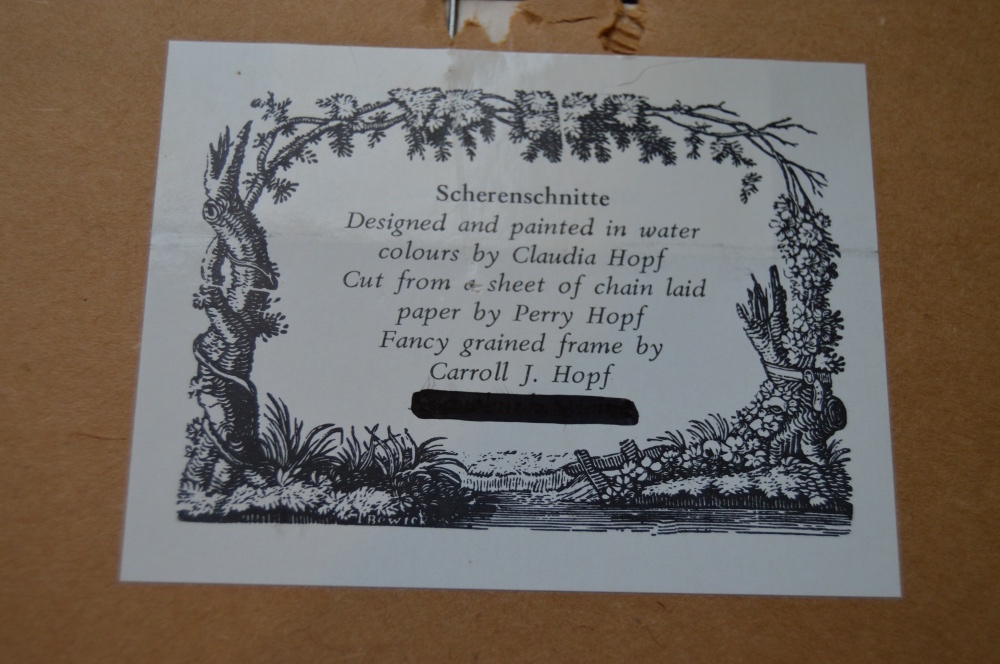 Scherenschnitte
Designed and painted in water
colours by Claudia Hopf
Cut from a sheet of chain laid
paper by Perry Hopf
Fancy grained frame by
Carroll J. Hopf
Bewick